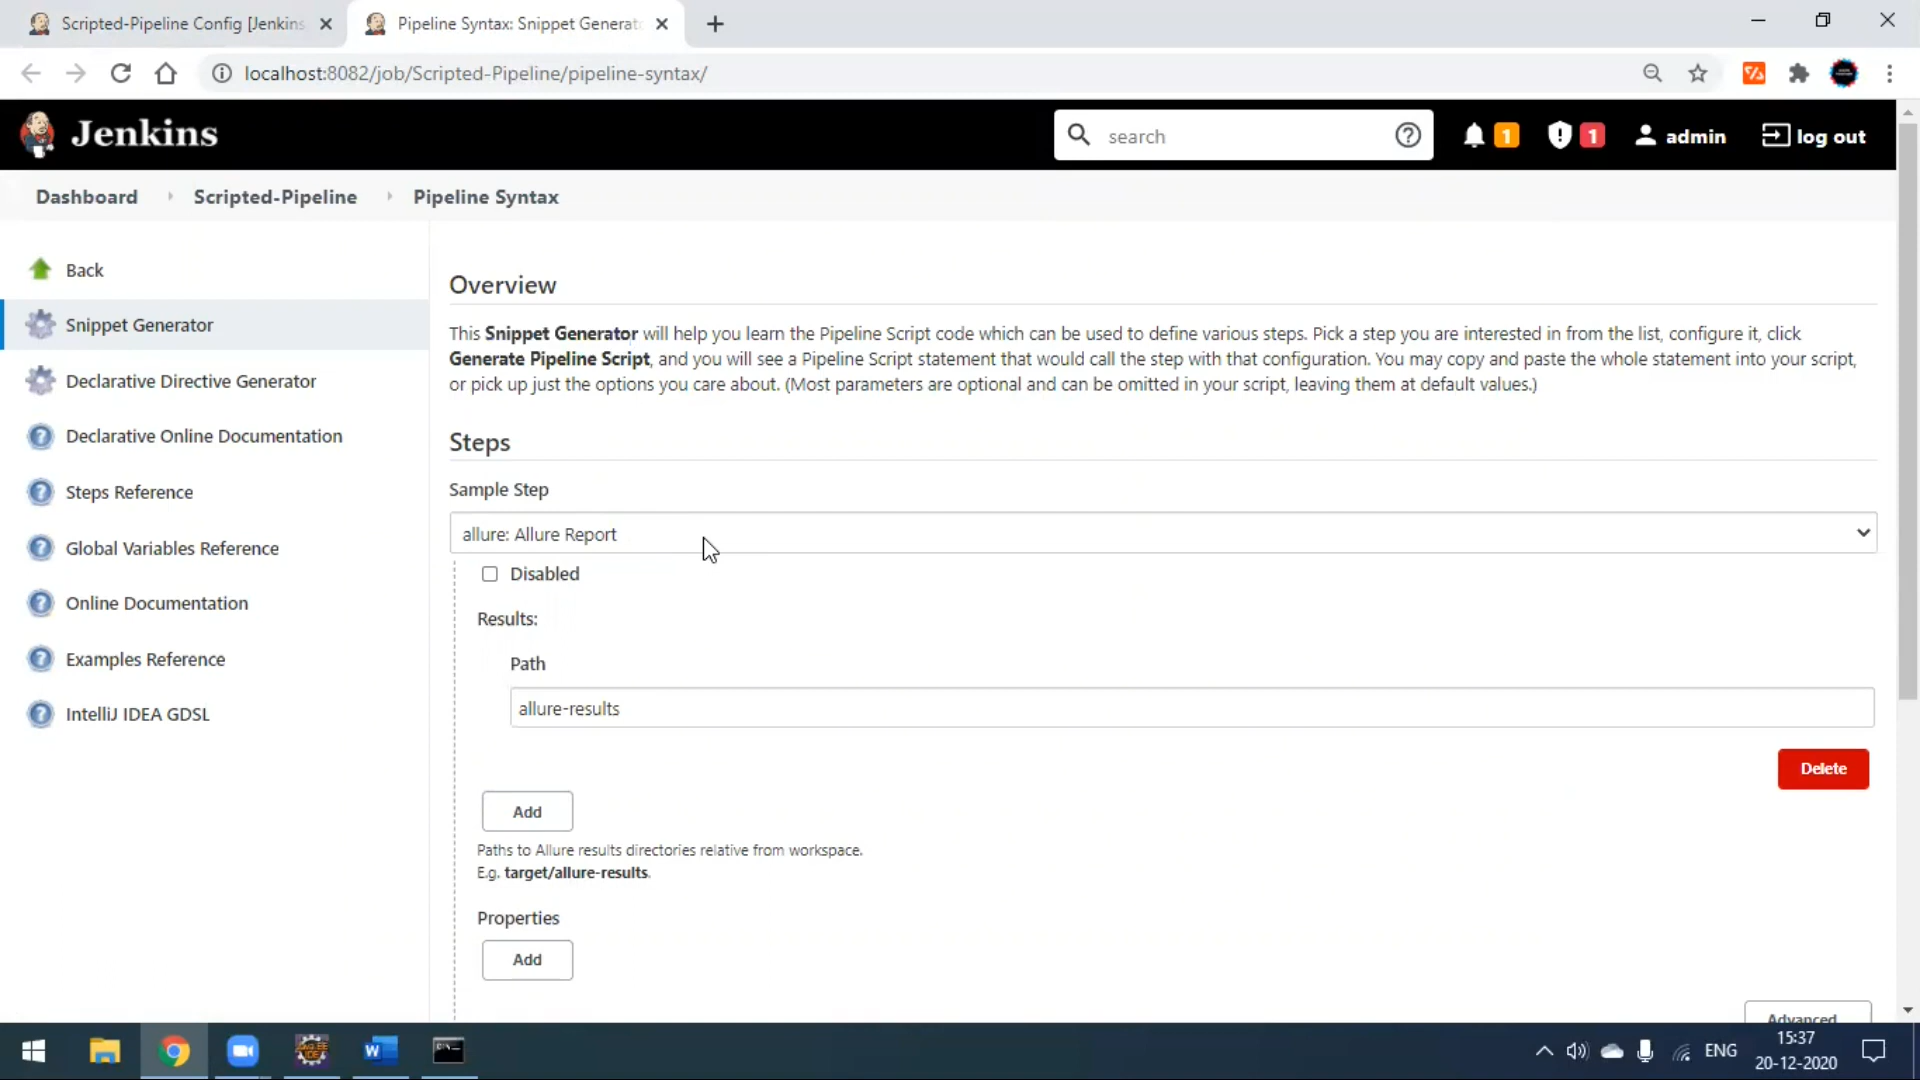 Scripted-Pipeline Config [Jenkins
Pipeline Syntax: Snippet Generat
localhost:8082/job/Scripted-Pipeline/pipeline-syntax/
Jenkins
search
1
1
admin
log out
Dashboard
Scripted-Pipeline
Pipeline Syntax
Back
Snippet Generator
Declarative Directive Generator
Declarative Online Documentation
Steps Reference
Global Variables Reference
Online Documentation
Examples Reference
IntelliJ IDEA GDSL
Overview
This Snippet Generator will help you learn the Pipeline Script code which can be used to define various steps. Pick a step you are interested in from the list, configure it, click
Generate Pipeline Script, and you will see a Pipeline Script statement that would call the step with that configuration. You may copy and paste the whole statement into your script,
or pick up just the options you care about. (Most parameters are optional and can be omitted in your script, leaving them at default values.)
Steps
Sample Step
allure: Allure Report
Disabled
Results:
Path
allure-results
Delete
Add
Paths to Allure results directories relative from workspace.
E.g. target/allure-results.
Properties
Add
Advanced
ENG
15:37
20-12-2020